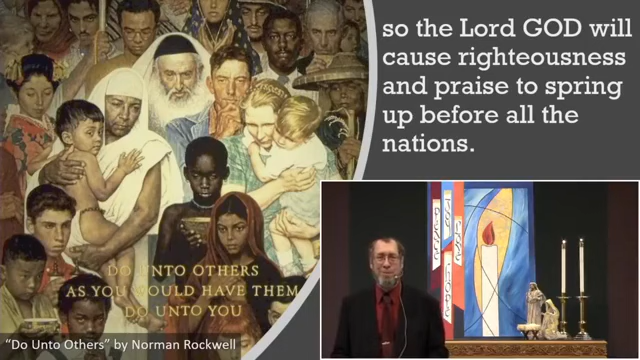 so the Lord GOD will
cause righteousness
and praise to spring
up before all the
nations.
DO UNTO OTHERS
AS YOU WOULD HAVE THEM
DO UNTO YOU
“Do Unto Others” by Norman Rockwell